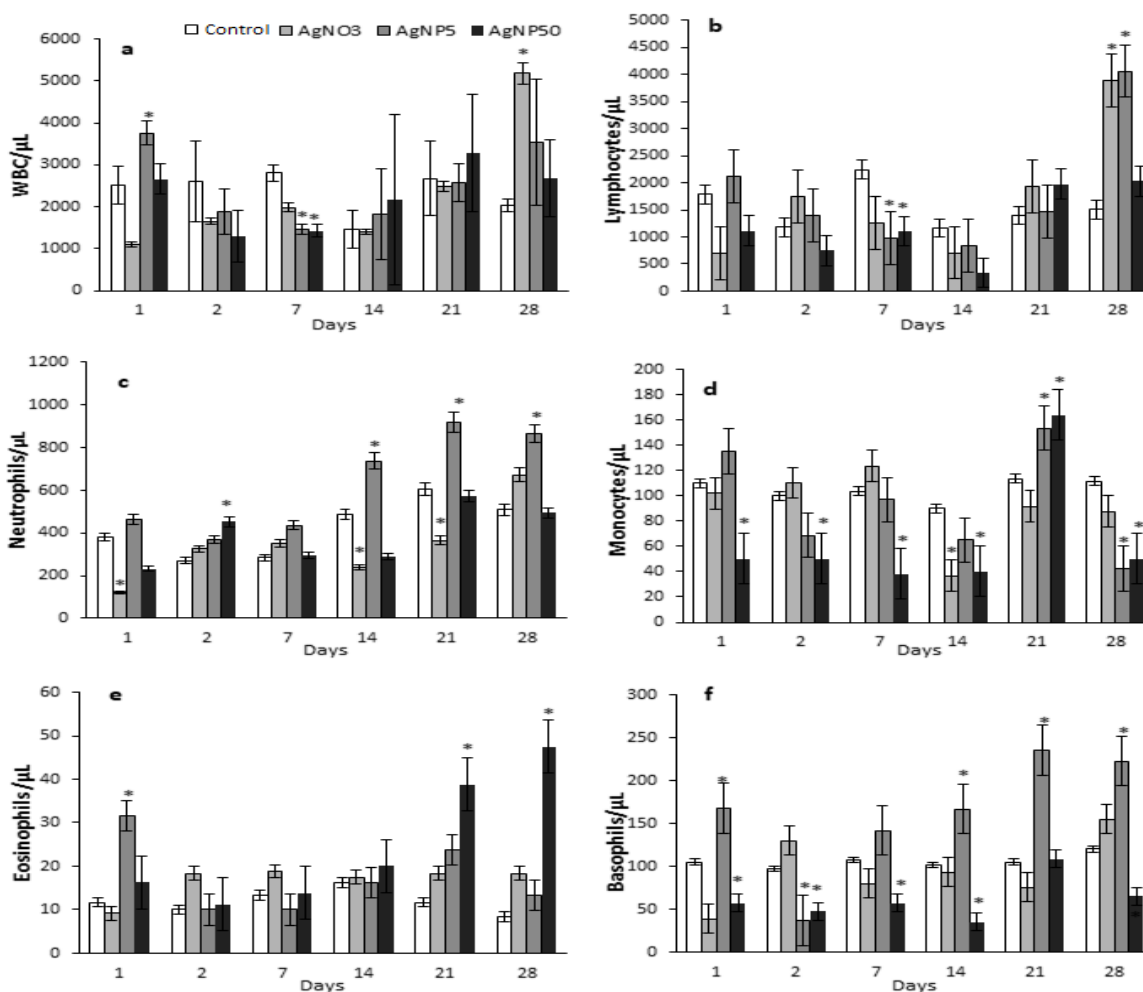 Control AgNO3 AgNP5 AgNP50
a
WBC/µL
6000
5000
4000
3000
2000
1000
0
* * * *
1 2 7 14 21 28
Days
b
Lymphocytes/µL
5000
4500
4000
3500
3000
2500
2000
1500
1000
500
0
* * * *
1 2 7 14 21 28
Days
c
Neutrophils/µL
1200
1000
800
600
400
200
0
* * * * * * *
1 2 7 14 21 28
Days
d
Monocytes/µL
200
180
160
140
120
100
80
60
40
20
0
* * * * * * * * *
1 2 7 14 21 28
Days
e
Eosinophils/µL
60
50
40
30
20
10
0
* * *
1 2 7 14 21 28
Days
f
Basophils/µL
300
250
200
150
100
50
0
* * * * * * * * * *
1 2 7 14 21 28
Days